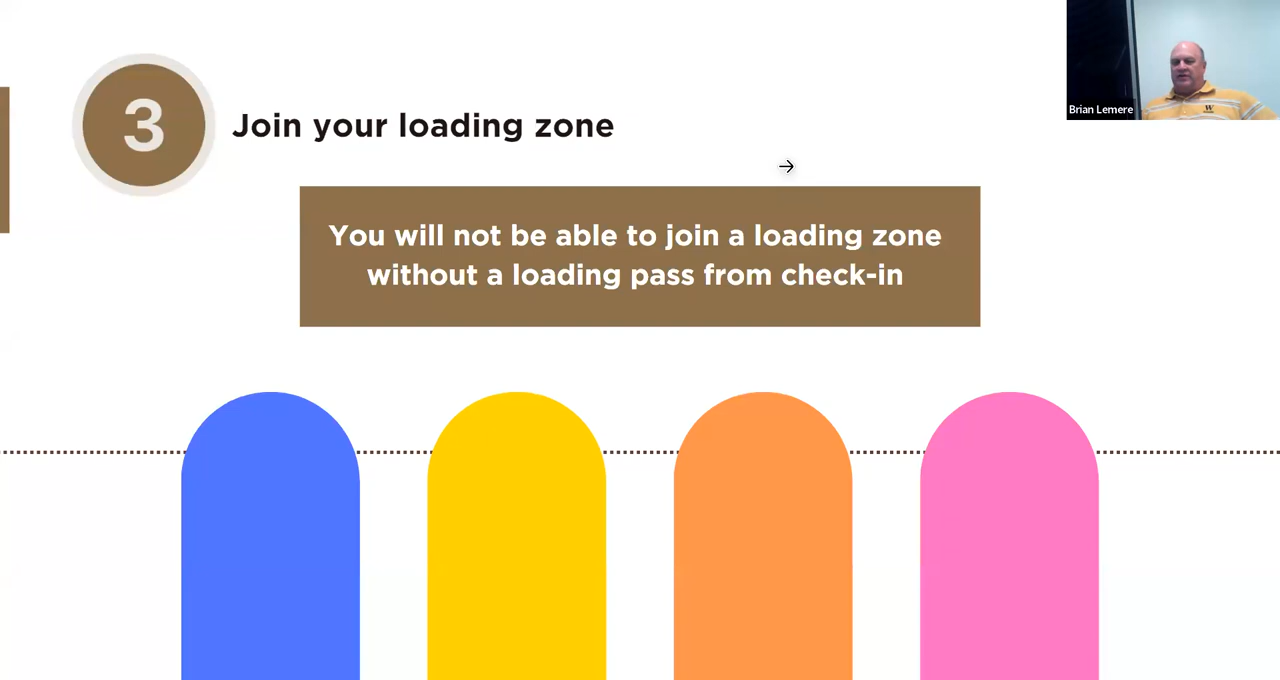 3
Join your loading zone
You will not be able to join a loading zone
without a loading pass from check-in
Brian Lemere
W